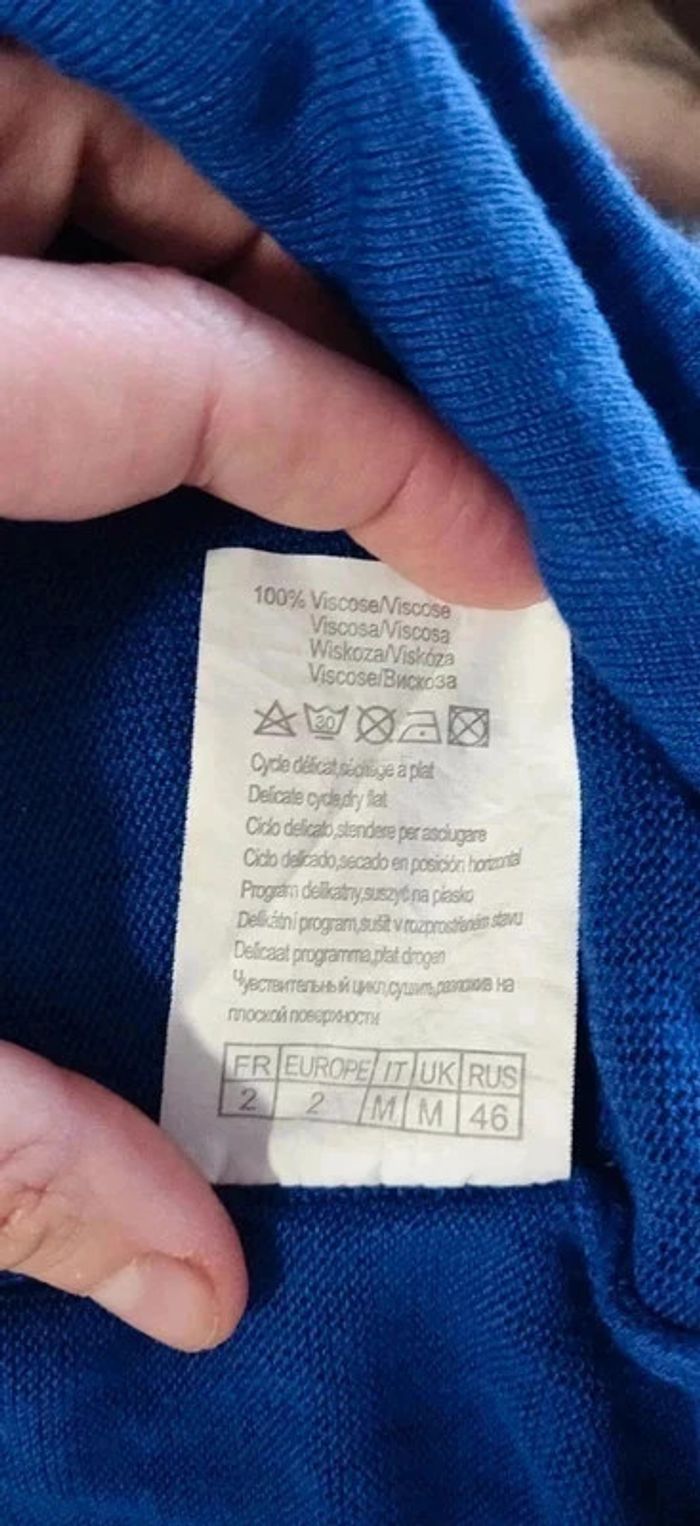 100% Viscose/Viscose
Viscosa/Viscosa
Wiskoza/Viskóza
Viscose/Вискоза
30
Cycle délicat,séchage a plat
Delicate cycle,dry flat
Ciclo delicato,stendere per asciugare
Ciclo delicado,secado en posición horizontal
Program delikatny,suszyć na płasko
Delikátní program,sušit v rozprostřeném stavu
Delicaat programma,plat drogen
Чувствительный цикл,сушить,разложив на
плоской поверхности
FR EUROPE IT UK RUS
2 2 M M 46